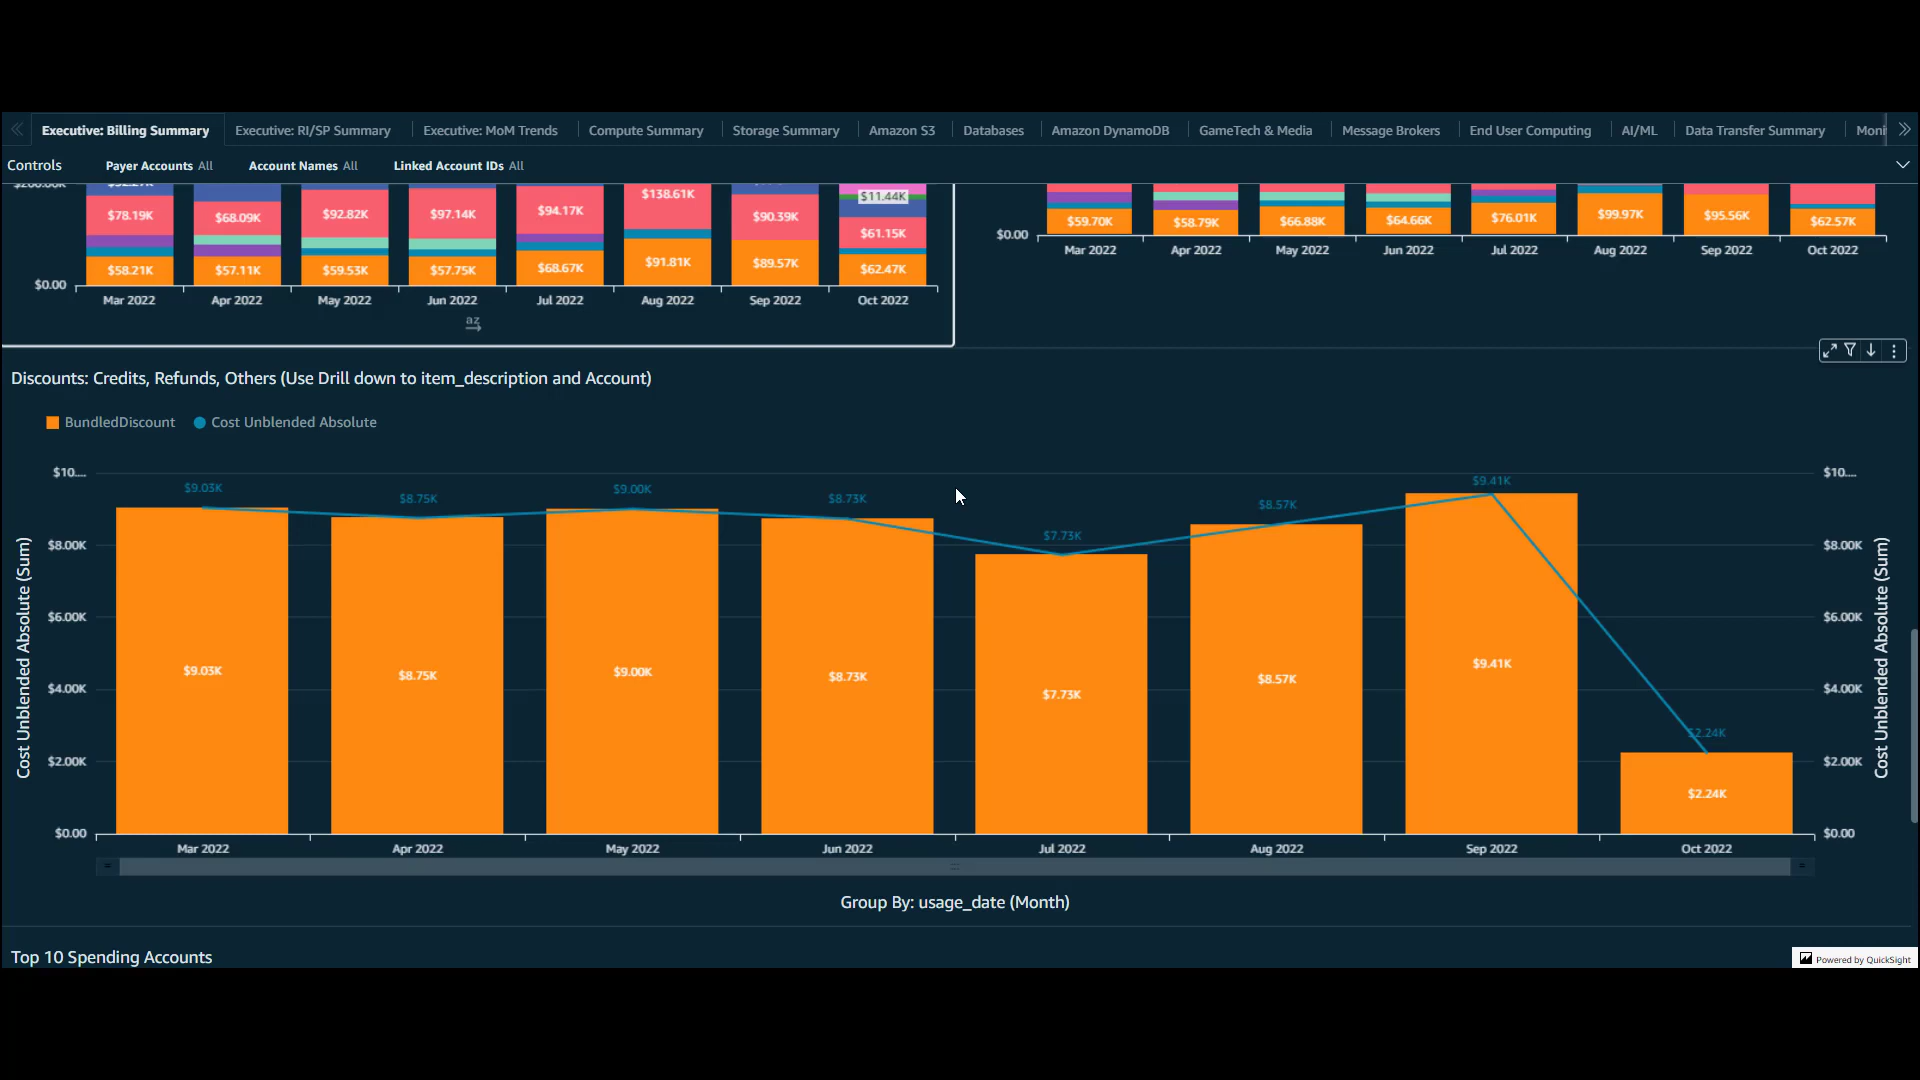 Executive: Billing Summary
Executive: RI/SP Summary
Executive: MoM Trends
Compute Summary
Storage Summary
Amazon S3
Databases
Amazon DynamoDB
GameTech & Media
Message Brokers
End User Computing
AI/ML
Data Transfer Summary
Moni
Controls
Payer Accounts All
Account Names All
Linked Account IDs All
$78.19K
$68.09K
$92.82K
$97.14K
$94.17K
$138.61K
$90.39K
$11.44K
$61.15K
$58.21K
$57.11K
$59.53K
$57.75K
$68.67K
$91.81K
$89.57K
$62.47K
$0.00
Mar 2022
Apr 2022
May 2022
Jun 2022
Jul 2022
Aug 2022
Sep 2022
Oct 2022
az
$59.70K
$58.79K
$66.88K
$64.66K
$76.01K
$99.97K
$95.56K
$62.57K
$0.00
Mar 2022
Apr 2022
May 2022
Jun 2022
Jul 2022
Aug 2022
Sep 2022
Oct 2022
Discounts: Credits, Refunds, Others (Use Drill down to item_description and Account)
BundledDiscount
Cost Unblended Absolute
Cost Unblended Absolute (Sum)
$10....
$8.00K
$6.00K
$4.00K
$2.00K
$0.00
$9.03K
$8.75K
$9.00K
$8.73K
$7.73K
$8.57K
$9.41K
$2.24K
$9.03K
$8.75K
$9.00K
$8.73K
$7.73K
$8.57K
$9.41K
$2.24K
$10....
$8.00K
$6.00K
$4.00K
$2.00K
$0.00
Cost Unblended Absolute (Sum)
Mar 2022
Apr 2022
May 2022
Jun 2022
Jul 2022
Aug 2022
Sep 2022
Oct 2022
Group By: usage_date (Month)
Top 10 Spending Accounts
Powered by QuickSight